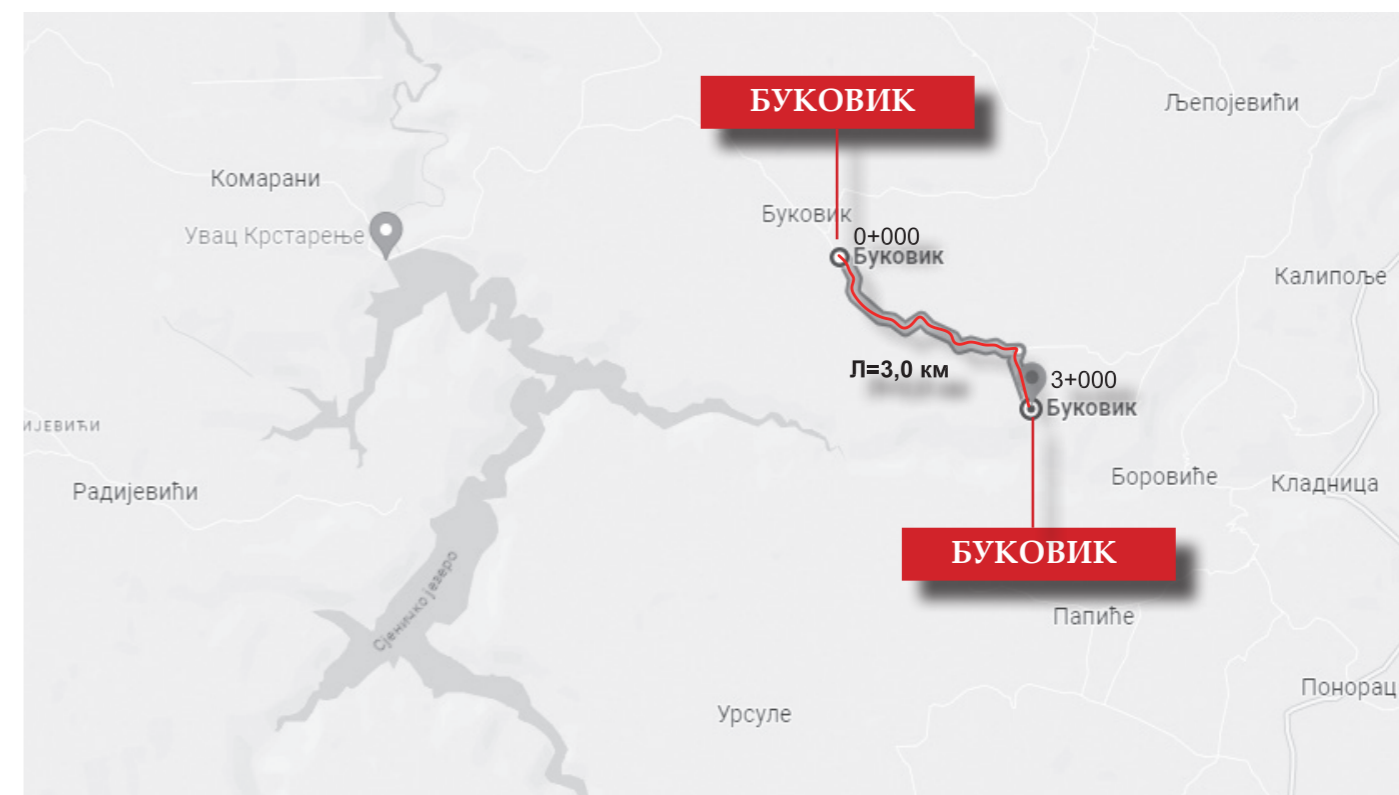 БУКОВИК
Љепојевићи
Комарани
Буковик
Увац Крстарење
0+000
Буковик
Калипоље
Л=3,0 км
3+000
Буковик
ИЈЕВИЋИ
Радијевићи
Боровиће
Кладница
БУКОВИК
Сјеничко језеро
Папиће
Понорац
Урсуле